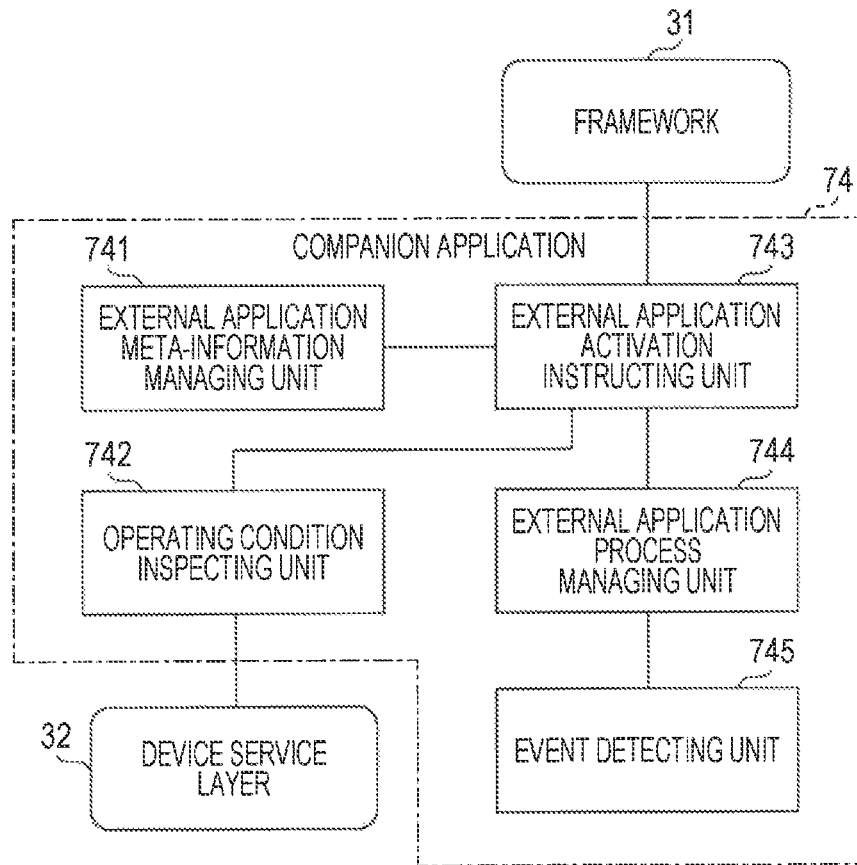 31
FRAMEWORK
74
COMPANION APPLICATION
741
EXTERNAL APPLICATION
META-INFORMATION
MANAGING UNIT
743
EXTERNAL APPLICATION
ACTIVATION
INSTRUCTING UNIT
742
OPERATING CONDITION
INSPECTING UNIT
744
EXTERNAL APPLICATION
PROCESS
MANAGING UNIT
32
DEVICE SERVICE
LAYER
745
EVENT DETECTING UNIT